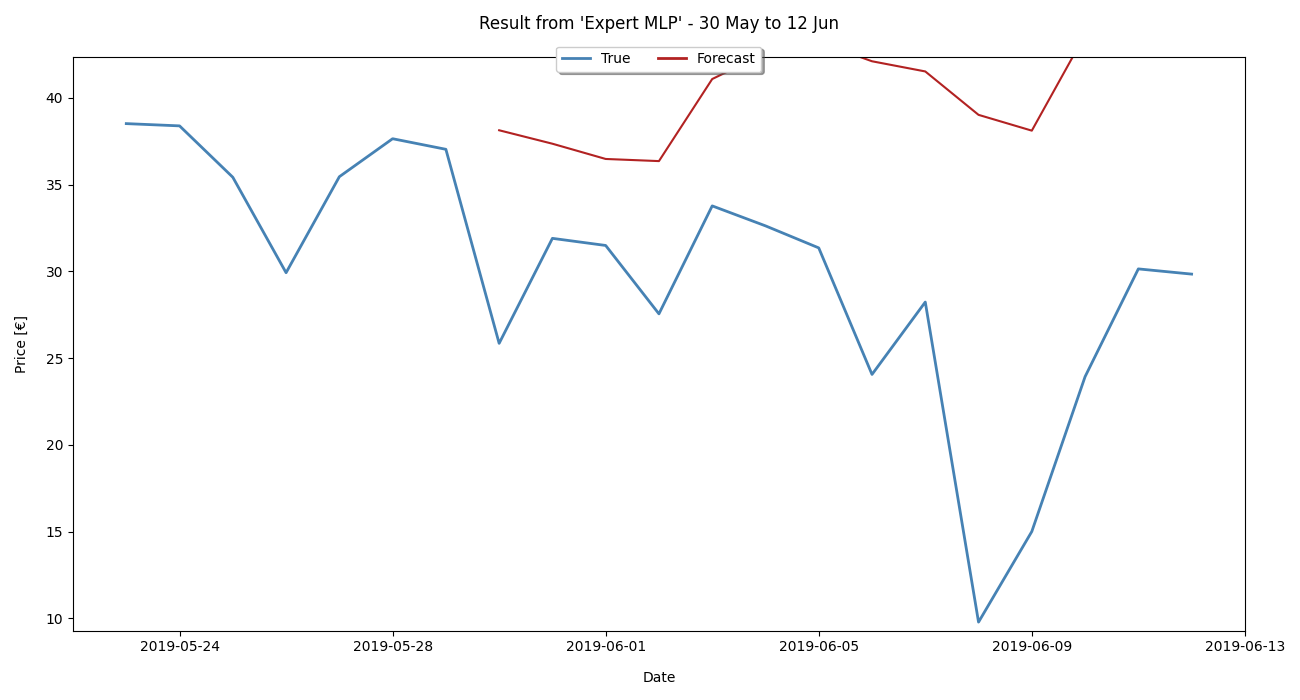 Result from 'Expert MLP' - 30 May to 12 Jun
True Forecast
40
35
30
25
20
15
10
Price [€]
2019-05-24 2019-05-28 2019-06-01 2019-06-05 2019-06-09 2019-06-13
Date